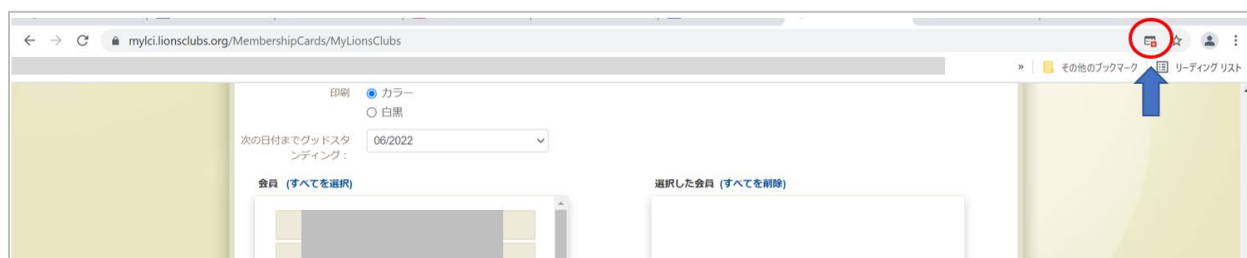 mylci.lionsclubs.org/MembershipCards/MyLionsClubs
» その他のブックマーク リーディング リスト
印刷 カラー
白黒
次の日付までグッドスタ 06/2022
ンディング :
会員 (すべてを選択) 選択した会員 (すべてを削除)